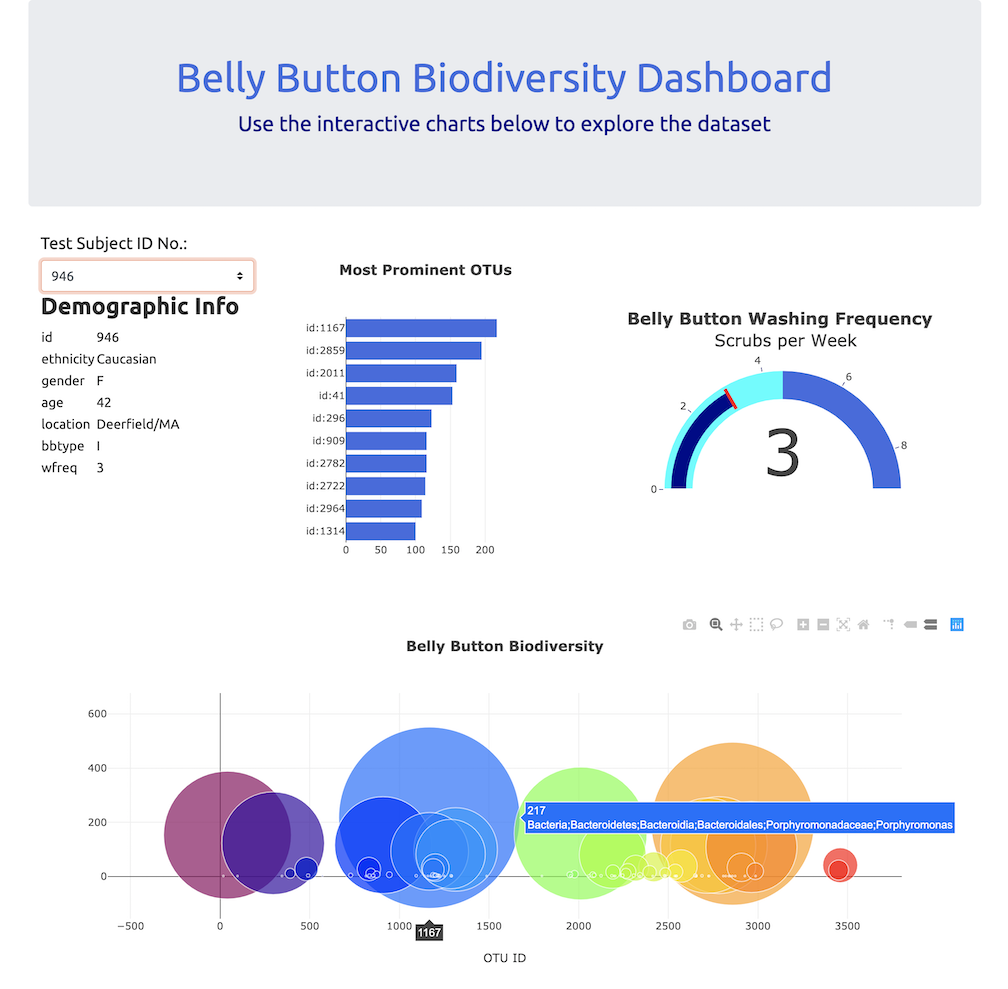 Belly Button Biodiversity Dashboard
Use the interactive charts below to explore the dataset
Test Subject ID No.:
946
Demographic Info
id 946
ethnicity Caucasian
gender F
age 42
location Deerfield/MA
bbtype I
wfreq 3
Most Prominent OTUs
id:1167
id:2859
id:2011
id:41
id:296
id:909
id:2782
id:2722
id:2964
id:1314
0 50 100 150 200
Belly Button Washing Frequency
Scrubs per Week
0
2
4
6
8
3
Belly Button Biodiversity
600
400
200
0
217
Bacteria;Bacteroidetes;Bacteroidia;Bacteroidales;Porphyromonadaceae;Porphyromonas
−500 0 500 1000 1500 2000 2500 3000 3500
1167
OTU ID